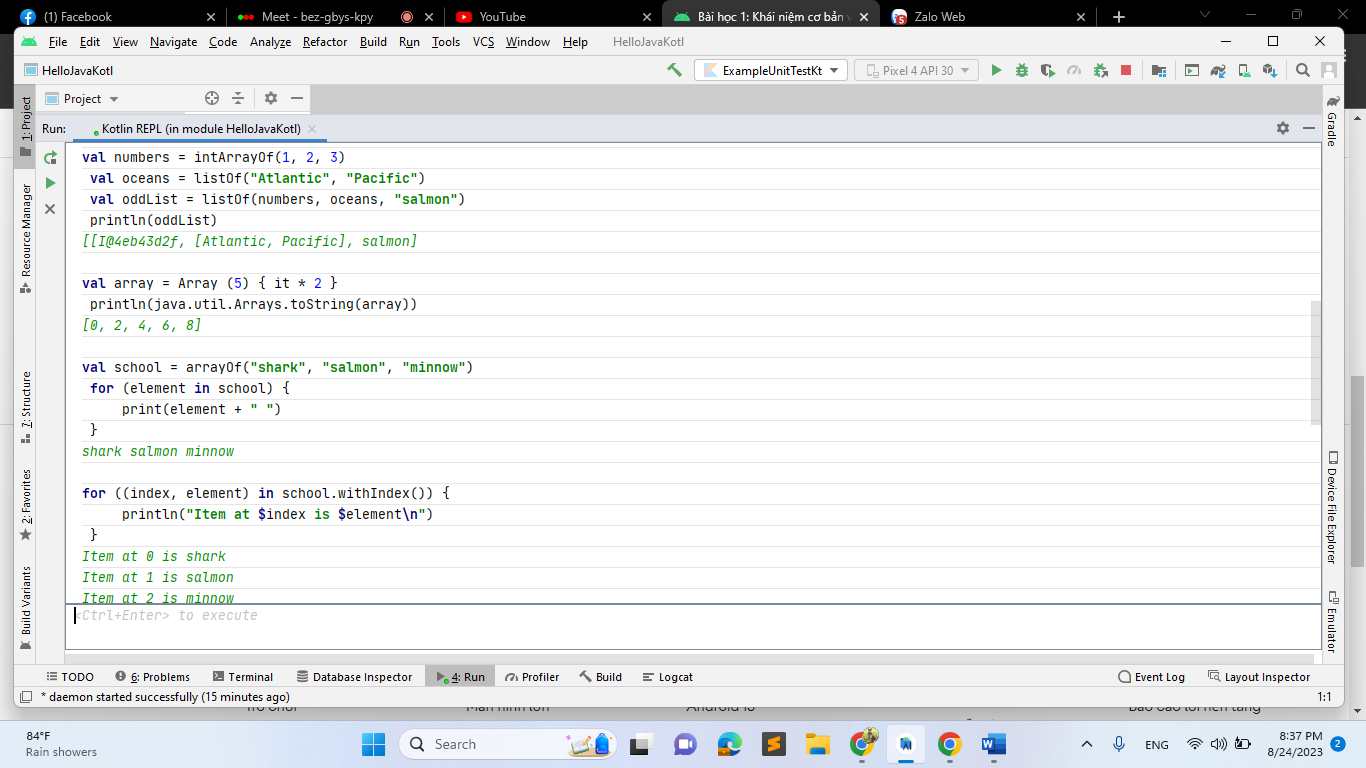 (1) Facebook
Meet - bez-gbys-kpy
YouTube
Bài học 1: Khái niệm cơ bản
Zalo Web
File Edit View Navigate Code Analyze Refactor Build Run Tools VCS Window Help HelloJavaKotl
HelloJavaKotl
ExampleUnitTestKt
Pixel 4 API 30
Project
1: Project
Resource Manager
7: Structure
2: Favorites
Build Variants
Run: Kotlin REPL (in module HelloJavaKotl)
val numbers = intArrayOf(1, 2, 3)
val oceans = listOf("Atlantic", "Pacific")
val oddList = listOf(numbers, oceans, "salmon")
println(oddList)
[[I@4eb43d2f, [Atlantic, Pacific], salmon]
val array = Array (5) { it * 2 }
println(java.util.Arrays.toString(array))
[0, 2, 4, 6, 8]
val school = arrayOf("shark", "salmon", "minnow")
for (element in school) {
print(element + " ")
}
shark salmon minnow
for ((index, element) in school.withIndex()) {
println("Item at $index is $element\n")
}
Item at 0 is shark
Item at 1 is salmon
Item at 2 is minnow
<Ctrl+Enter> to execute
Gradle
Device File Explorer
Emulator
TODO 6: Problems Terminal Database Inspector 4: Run Profiler Build Logcat Event Log Layout Inspector
* daemon started successfully (15 minutes ago) 1:1
84°F
Rain showers
Search
ENG
8:37 PM
8/24/2023
2